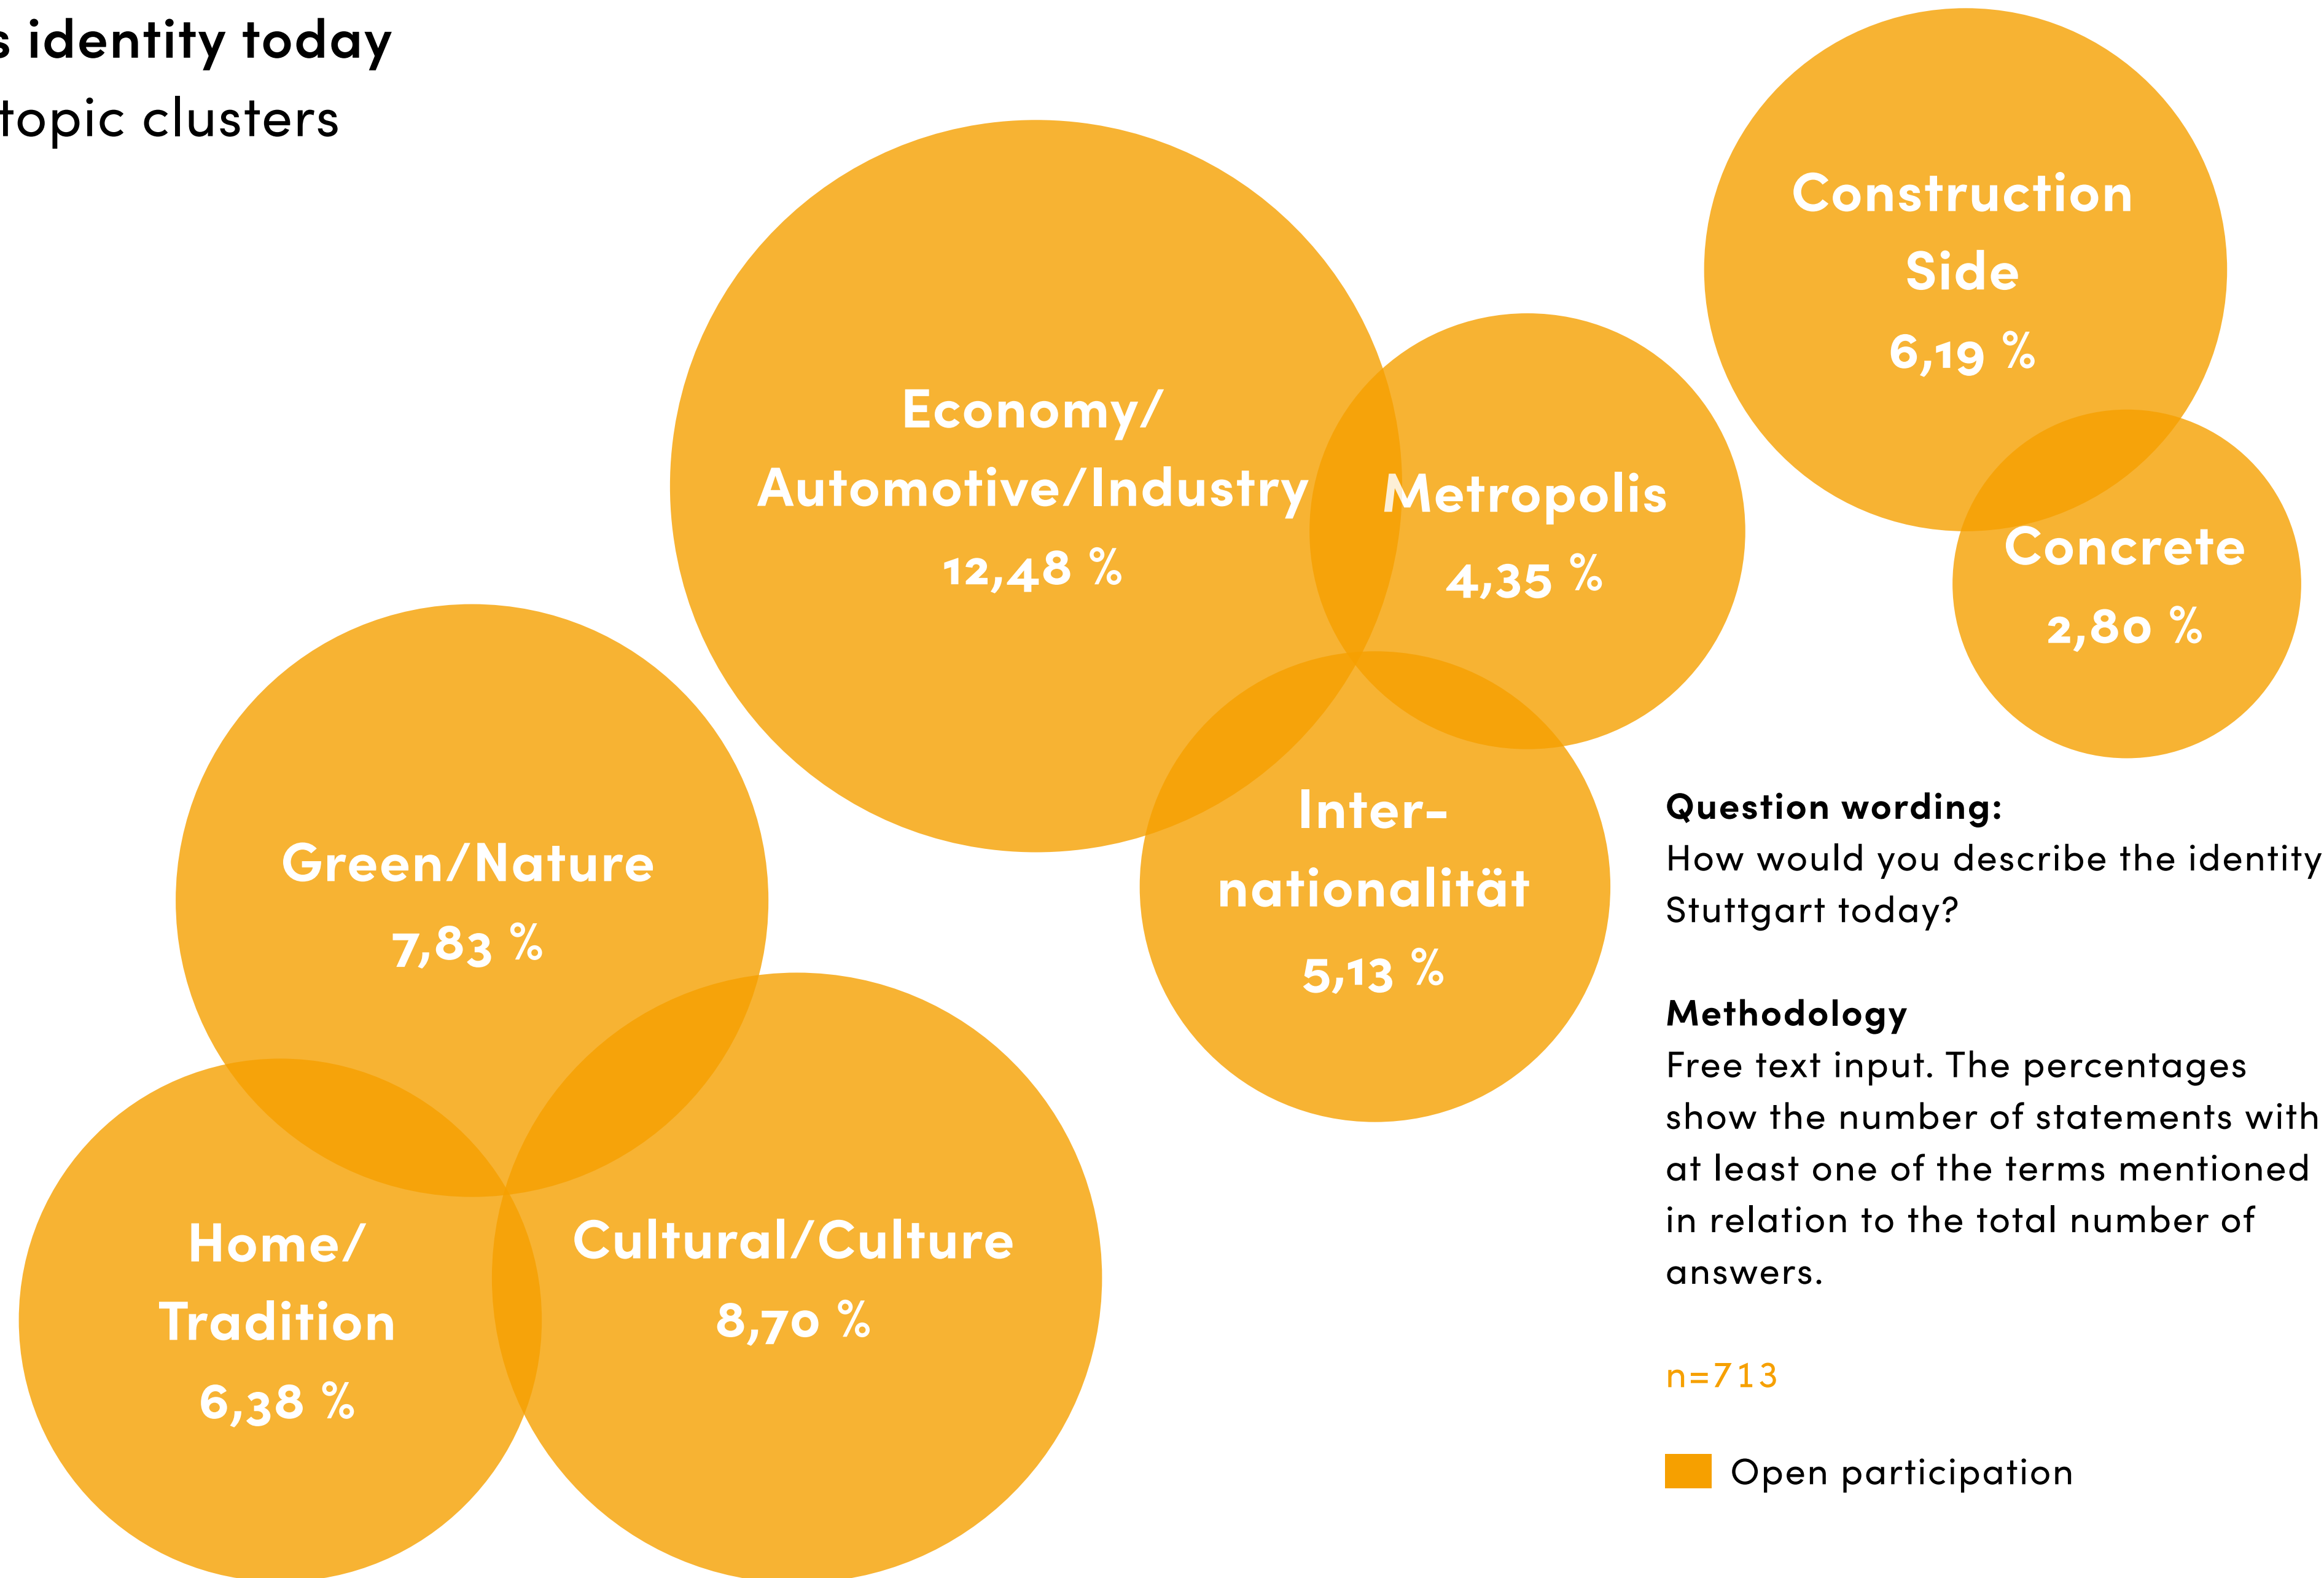 s identity today
topic clusters
Construction
Side
6,19 %
Economy/
Automotive/Industry
12,48 %
Metropolis
4,35 %
Concrete
2,80 %
Green/Nature
7,83 %
Inter-
nationalität
5,13 %
Home/
Tradition
6,38 %
Cultural/Culture
8,70 %
Question wording:
How would you describe the identity
Stuttgart today?
Methodology
Free text input. The percentages
show the number of statements with
at least one of the terms mentioned
in relation to the total number of
answers.
n=713
Open participation